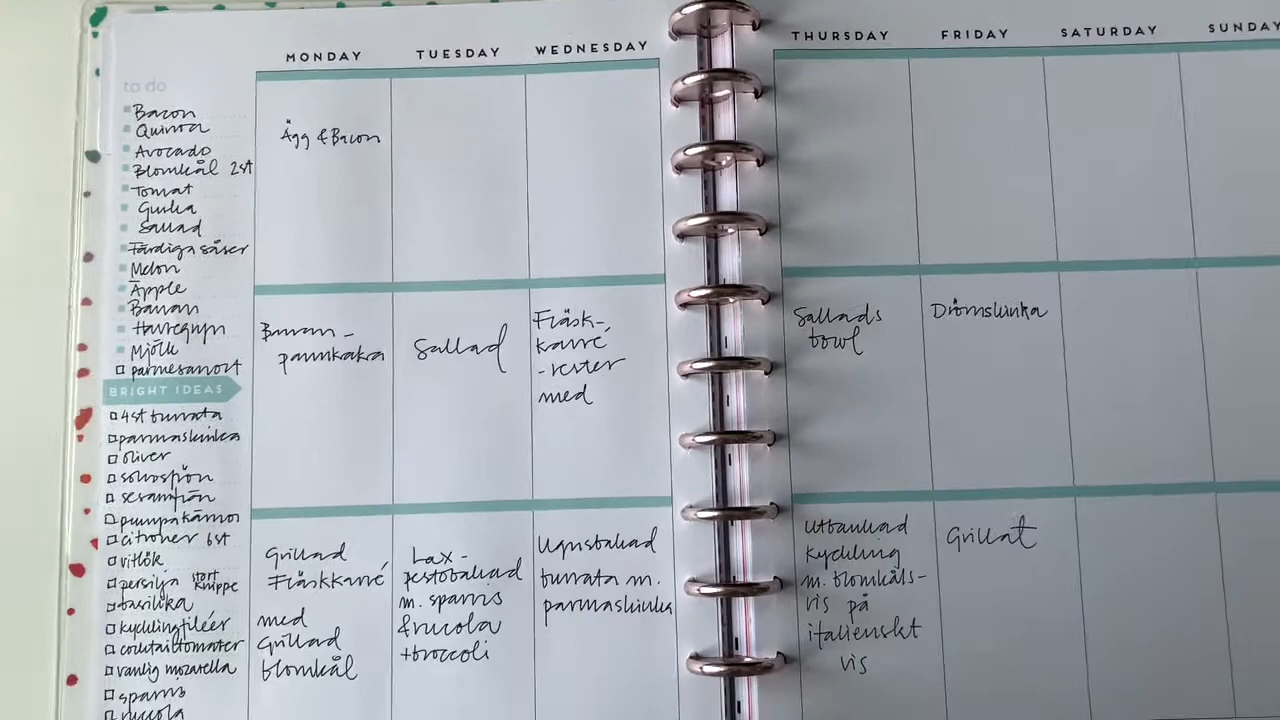 MONDAY
TUESDAY
WEDNESDAY
THURSDAY
FRIDAY
SATURDAY
SUNDAY
to do
Bacon
Quinoa
Avocado
Blomkål 2st
Tomat
Gurka
Sallad
Färdiga såser
Melon
Äpple
Banan
Havregryn
Mjölk
parmesanost
BRIGHT IDEAS
4st burrata
parmaskinka
oliver
solrosfrön
sesamfrön
pumpakärnor
citroner 6st
vitlök
persilja stort knippe
basilika
kycklingfiléer
cocktailtomater
vanlig mozarella
sparris
ruccola
Ägg & Bacon
Banan-
pannkaka
Sallad
Fläsk-
karré
-rester
med
Sallads
bowl
Drömskinka
Grillad
Fläskkarré
med
Grillad
blomkål
Lax-
pestobakad
m. sparris
& rucola
+broccoli
Ugnsbakad
burrata m.
parmaskinka
Utbankad
kyckling
m. blomkåls-
ris på
italienskt
vis
Grillat